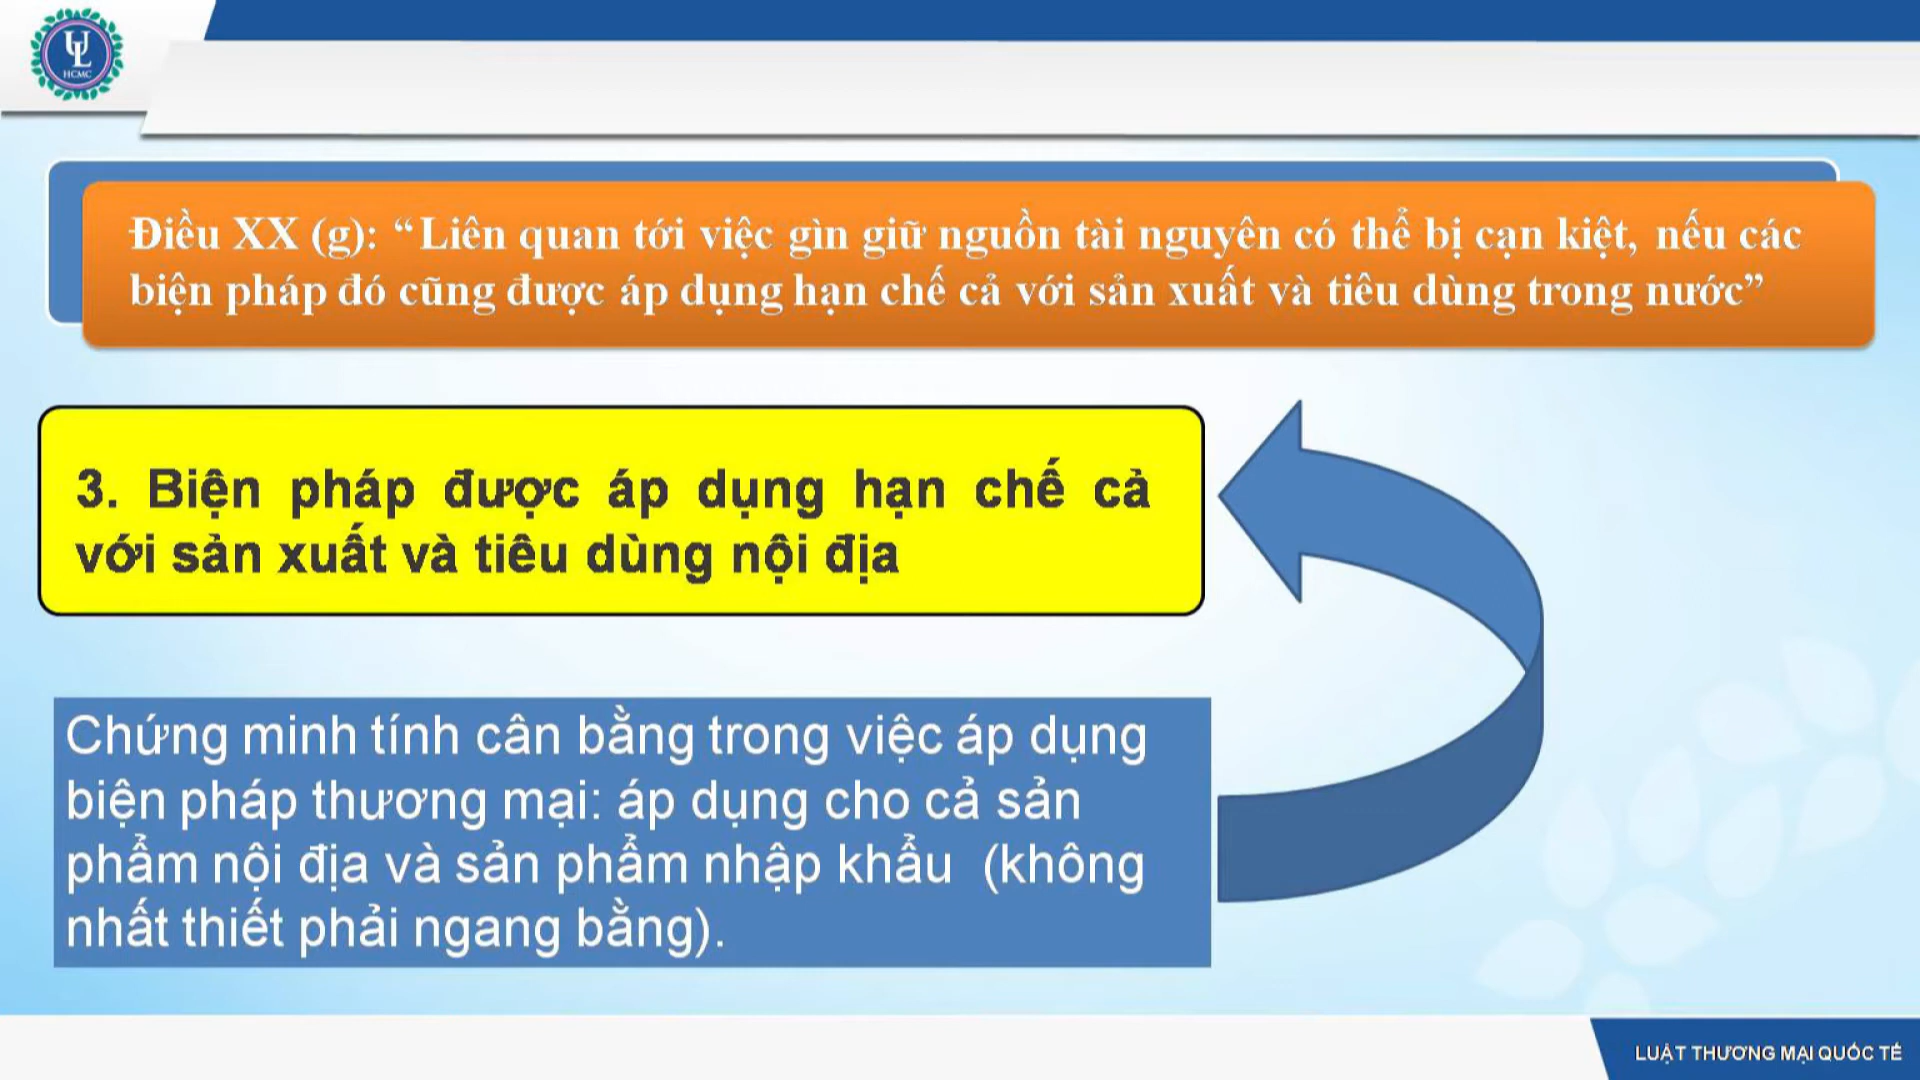 UL
HCMC
Điều XX (g): “Liên quan tới việc gìn giữ nguồn tài nguyên có thể bị cạn kiệt, nếu các
biện pháp đó cũng được áp dụng hạn chế cả với sản xuất và tiêu dùng trong nước”
3. Biện pháp được áp dụng hạn chế cả
với sản xuất và tiêu dùng nội địa
Chứng minh tính cân bằng trong việc áp dụng
biện pháp thương mại: áp dụng cho cả sản
phẩm nội địa và sản phẩm nhập khẩu (không
nhất thiết phải ngang bằng).
LUẬT THƯƠNG MẠI QUỐC TẾ